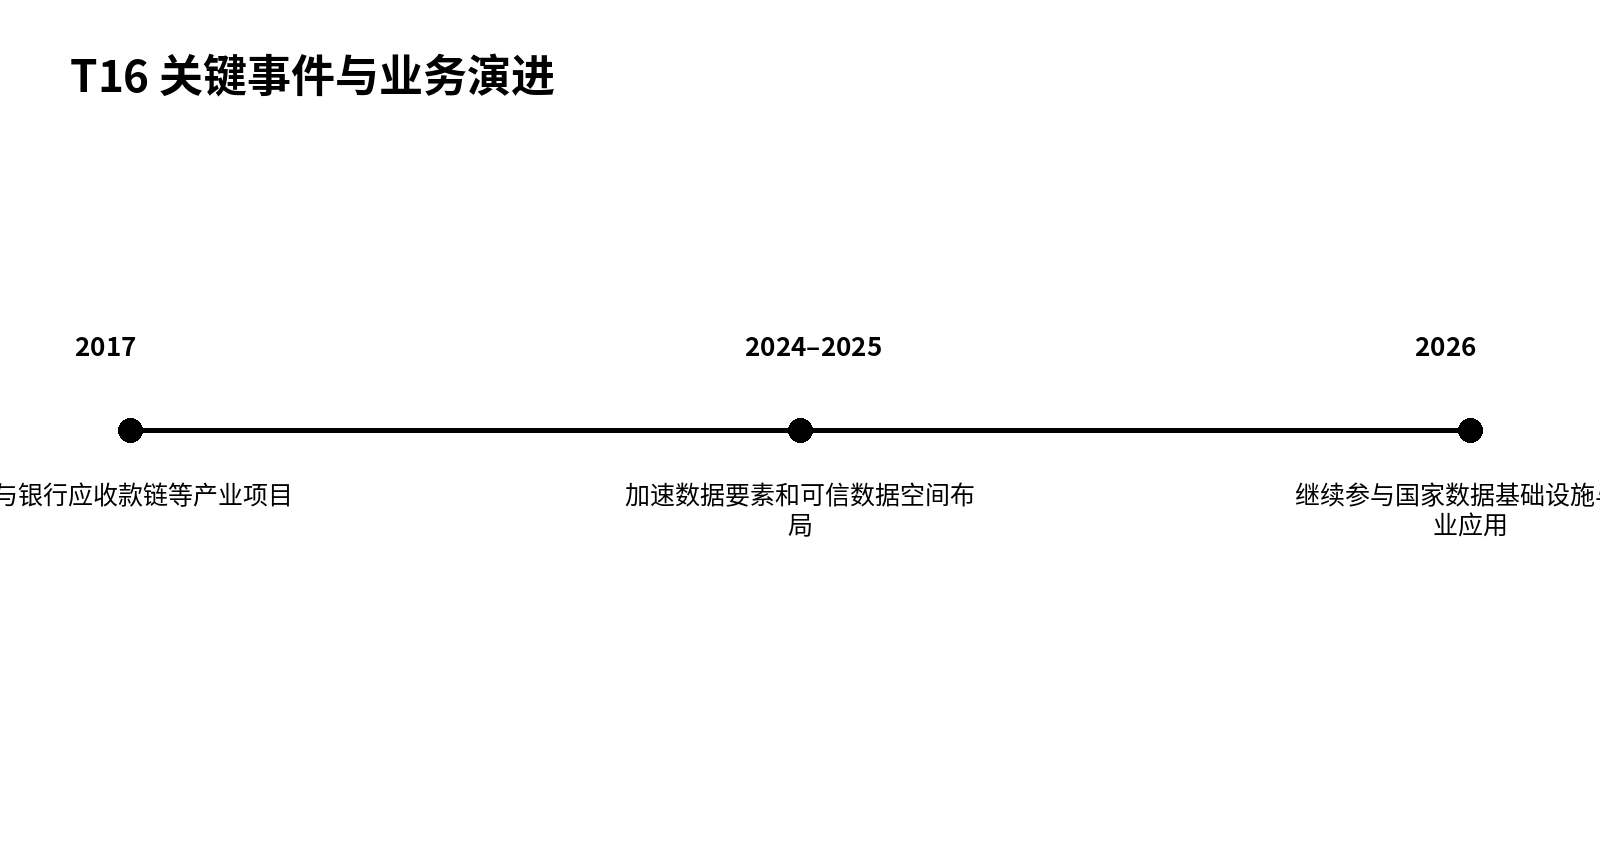 T16 关键事件与业务演进
2017
2024–2025
2026
与银行应收款链等产业项目
加速数据要素和可信数据空间布
局
继续参与国家数据基础设施
业应用